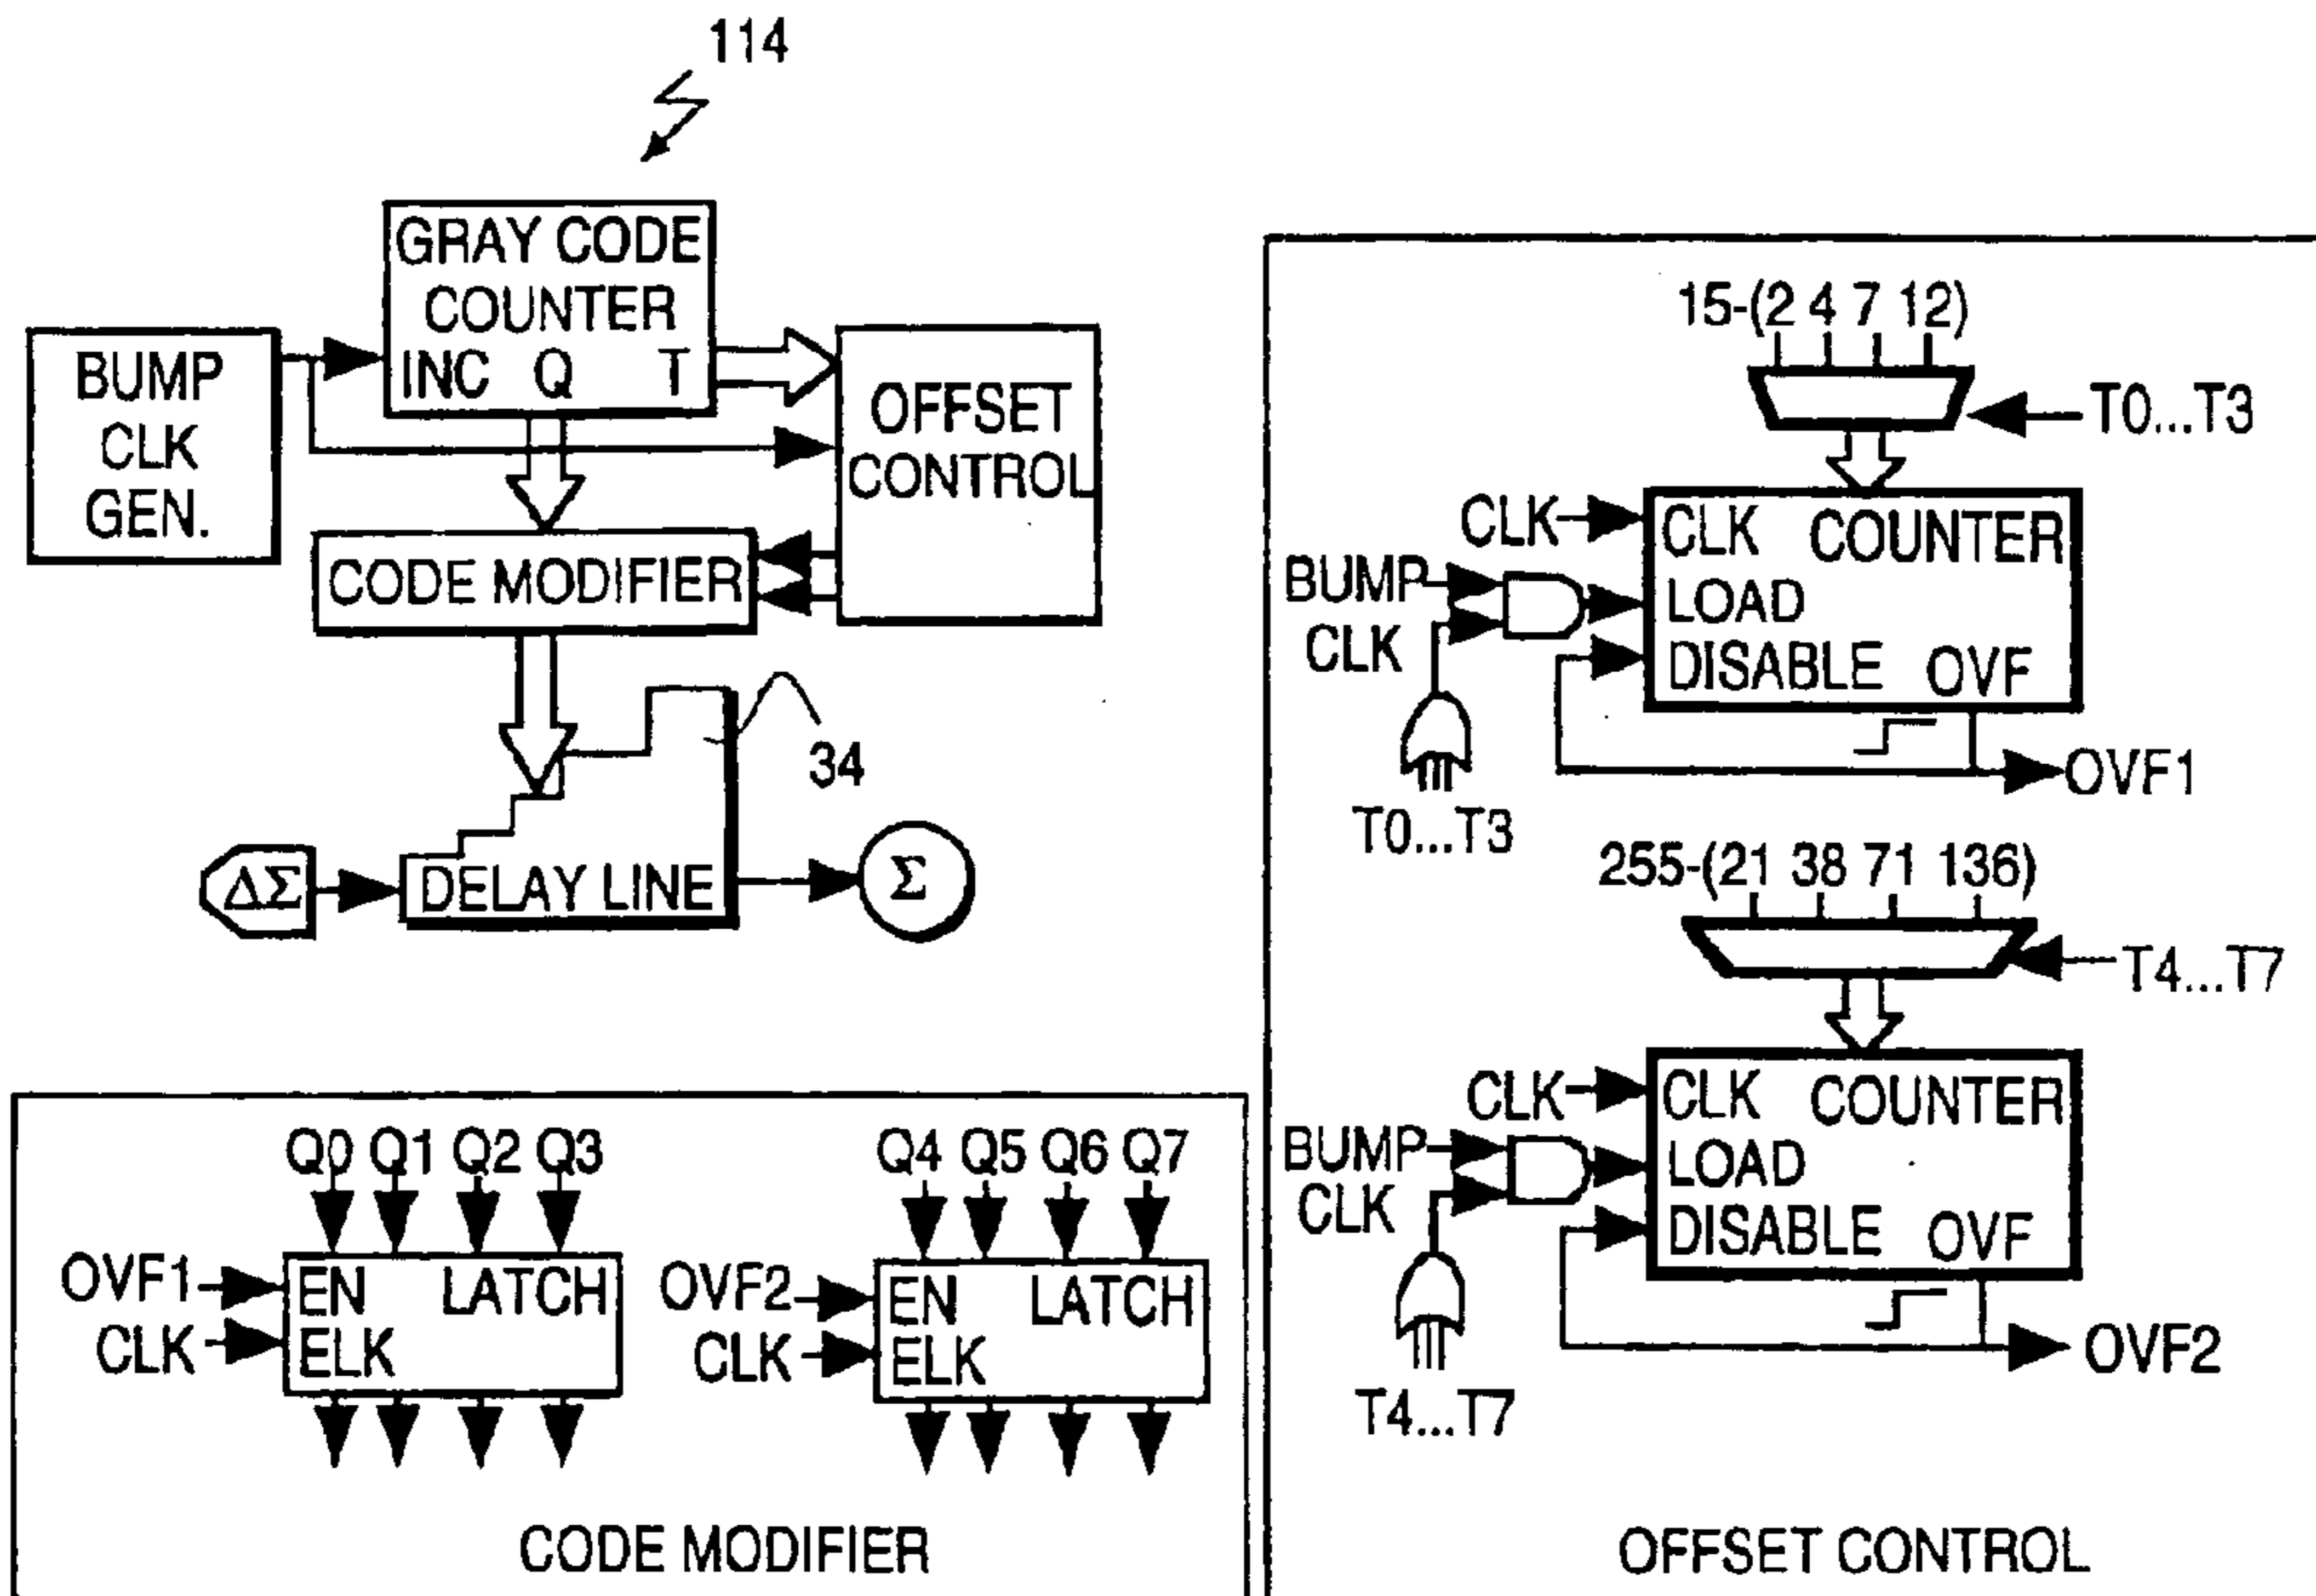 114
GRAY CODE
COUNTER
INC Q T
BUMP
CLK
GEN.
OFFSET
CONTROL
CODE MODIFIER
34
ΔΣ
DELAY LINE
Σ
15-(2 4 7 12)
T0...T3
CLK
CLK COUNTER
BUMP
CLK
LOAD
DISABLE OVF
T0...T3
OVF1
255-(21 38 71 136)
T4...T7
CLK
CLK COUNTER
BUMP
CLK
LOAD
DISABLE OVF
T4...T7
OVF2
OFFSET CONTROL
Q0 Q1 Q2 Q3
OVF1
EN LATCH
CLK
ELK
Q4 Q5 Q6 Q7
OVF2
EN LATCH
CLK
ELK
CODE MODIFIER